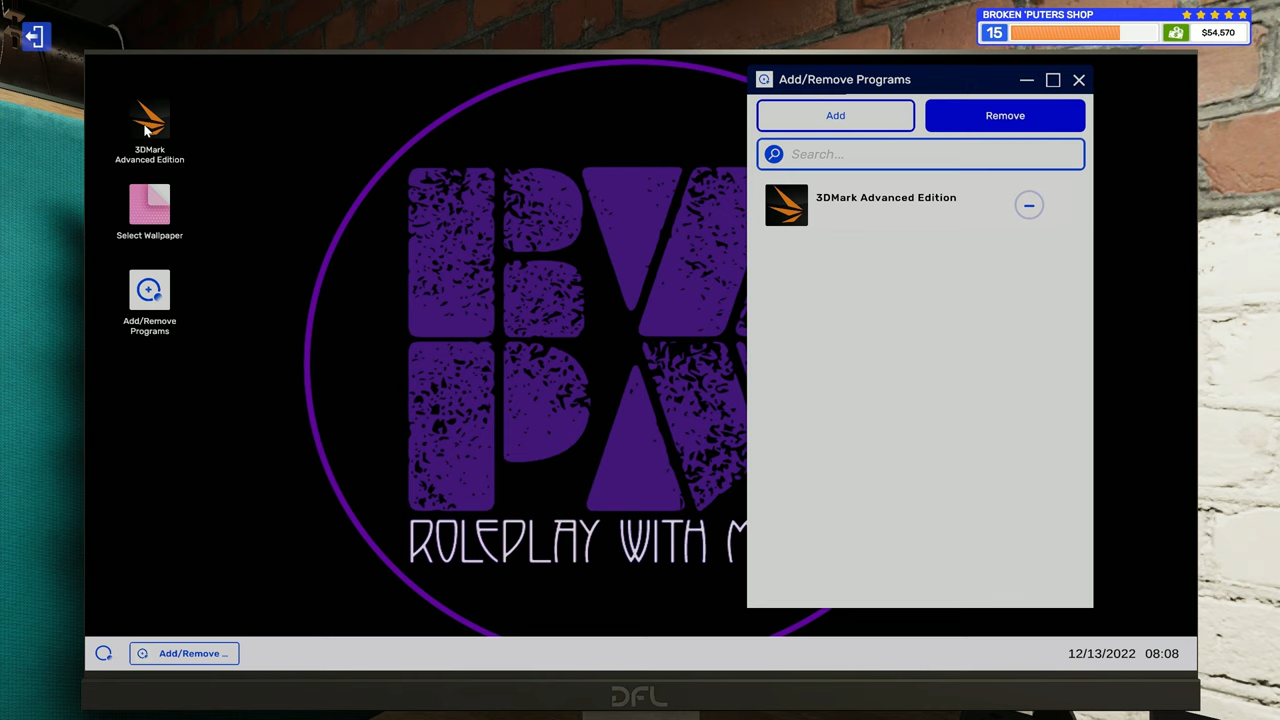 BROKEN 'PUTERS SHOP
15
$54,570
3DMark
Advanced Edition
Select Wallpaper
Add/Remove
Programs
Add/Remove Programs
Add
Remove
Search...
3DMark Advanced Edition
ROLEPLAY WITH M
Add/Remove ...
12/13/2022 08:08
DFL